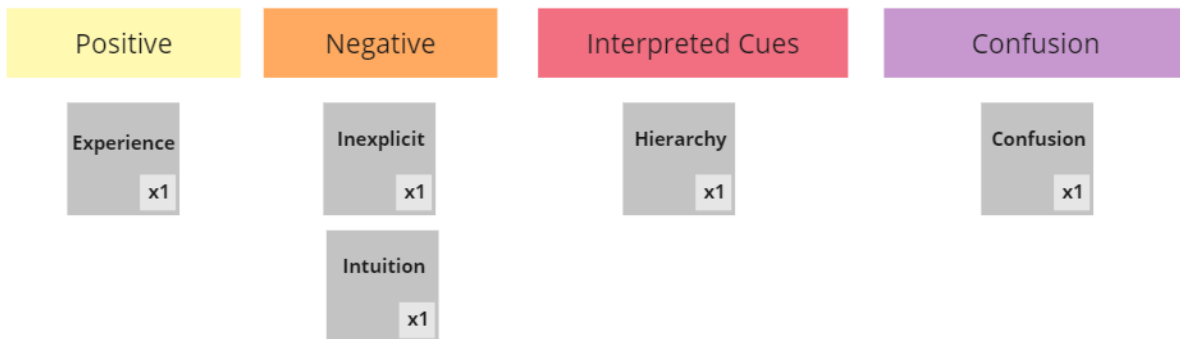 Positive
Negative
Interpreted Cues
Confusion
Experience
x1
Inexplicit
x1
Hierarchy
x1
Confusion
x1
Intuition
x1